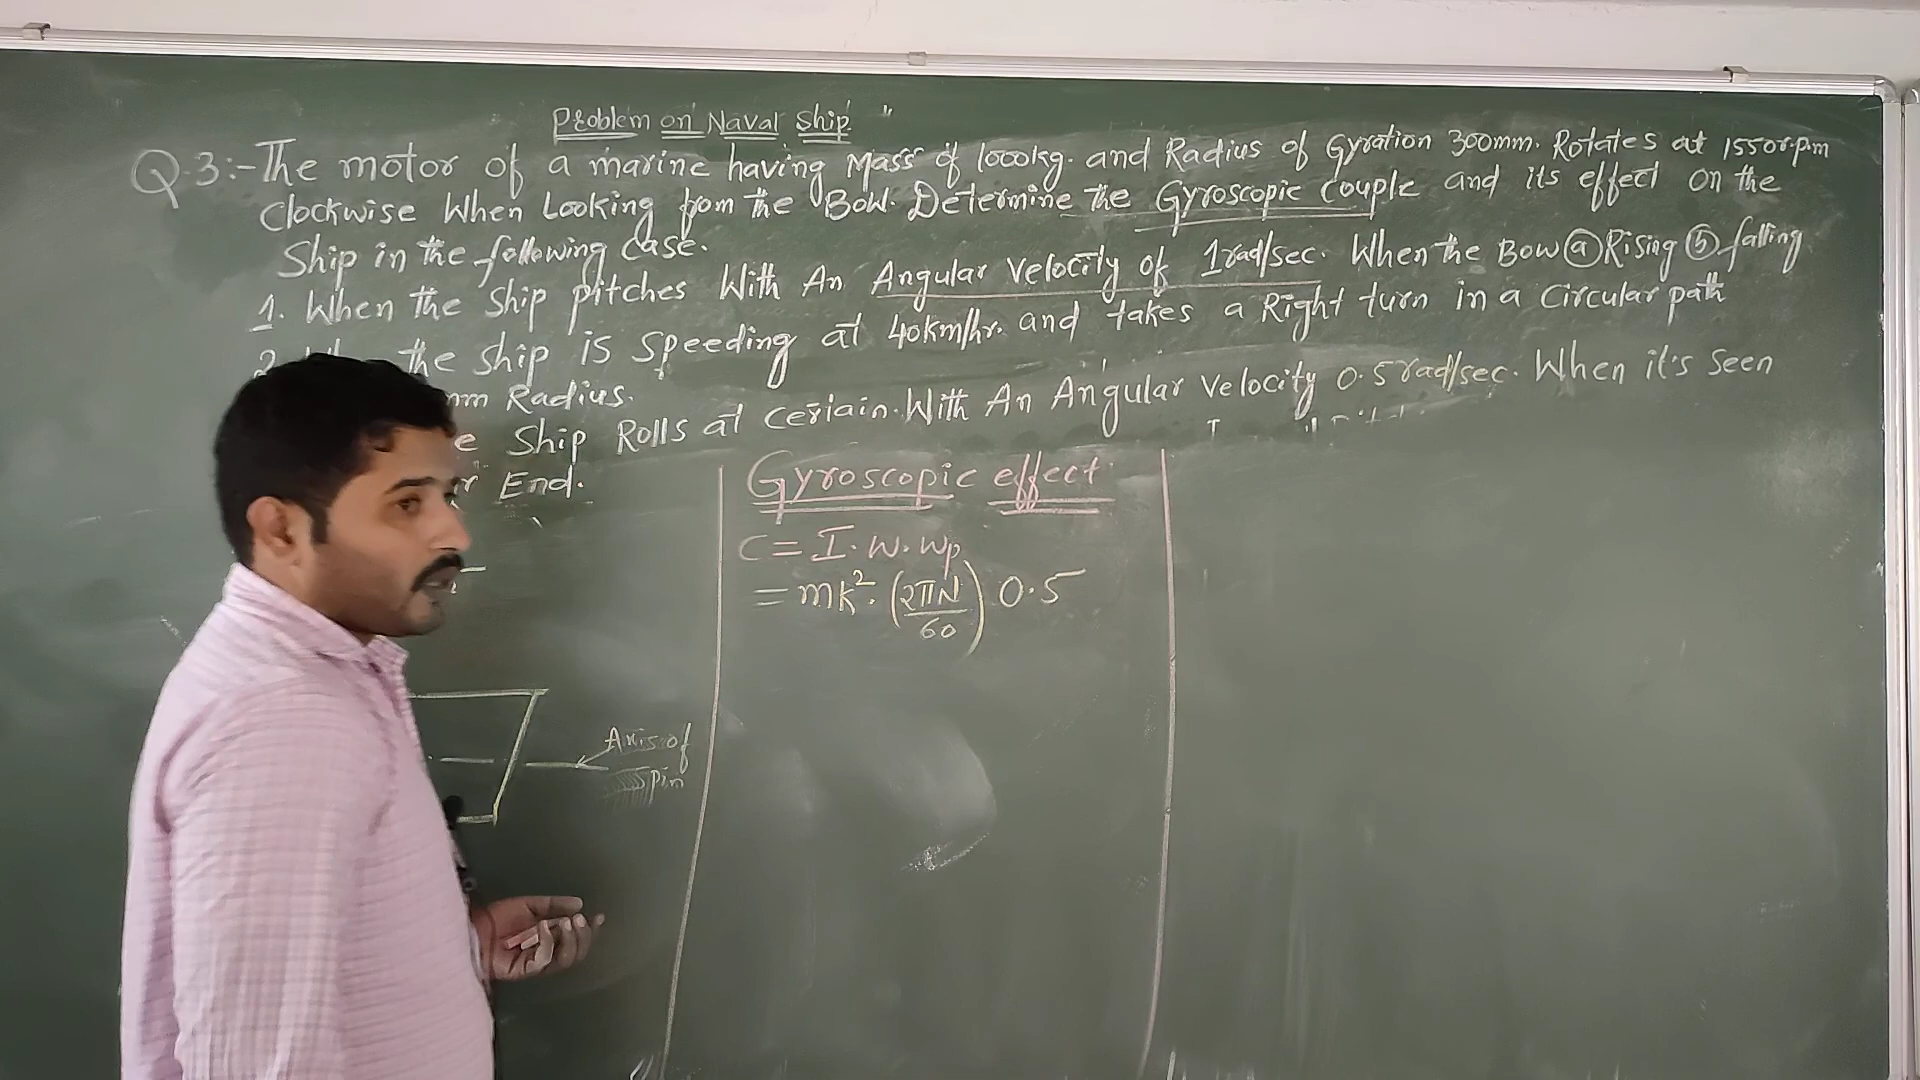 Problem on Naval Ship "
Q.3:- The motor of a marine having Mass of 1000kg. and Radius of Gyration 300mm. Rotates at 1550r.pm
Clockwise When Looking from the Bow. Determine the Gyroscopic Couple and its effect on the
Ship in the following Case.
1. When the Ship pitches With An Angular Velocity of 1rad/sec. When the Bow ⓐ Rising ⓑ falling
2. the Ship is Speeding at 40km/hr. and takes a Right turn in a Circular path
Radius.
Ship Rolls at Ceriain. With An Angular Velocity 0.5rad/sec. When it's Seen
End.
Gyroscopic effect
C = I. W. Wp
= mk². (2πN/60) 0.5
Axis of
Spin